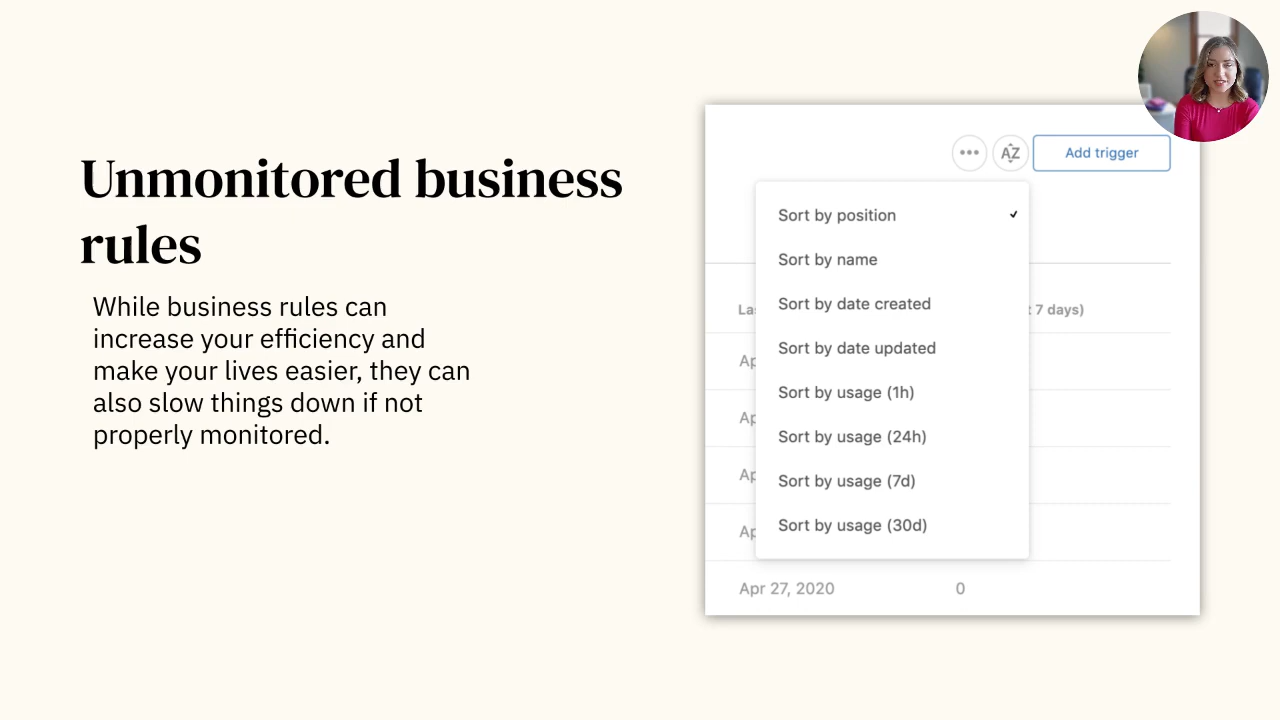 Unmonitored business
rules
While business rules can
increase your efficiency and
make your lives easier, they can
also slow things down if not
properly monitored.
AZ
Add trigger
Sort by position
Sort by name
Sort by date created
Sort by date updated
Sort by usage (1h)
Sort by usage (24h)
Sort by usage (7d)
Sort by usage (30d)
7 days)
Apr 27, 2020 0